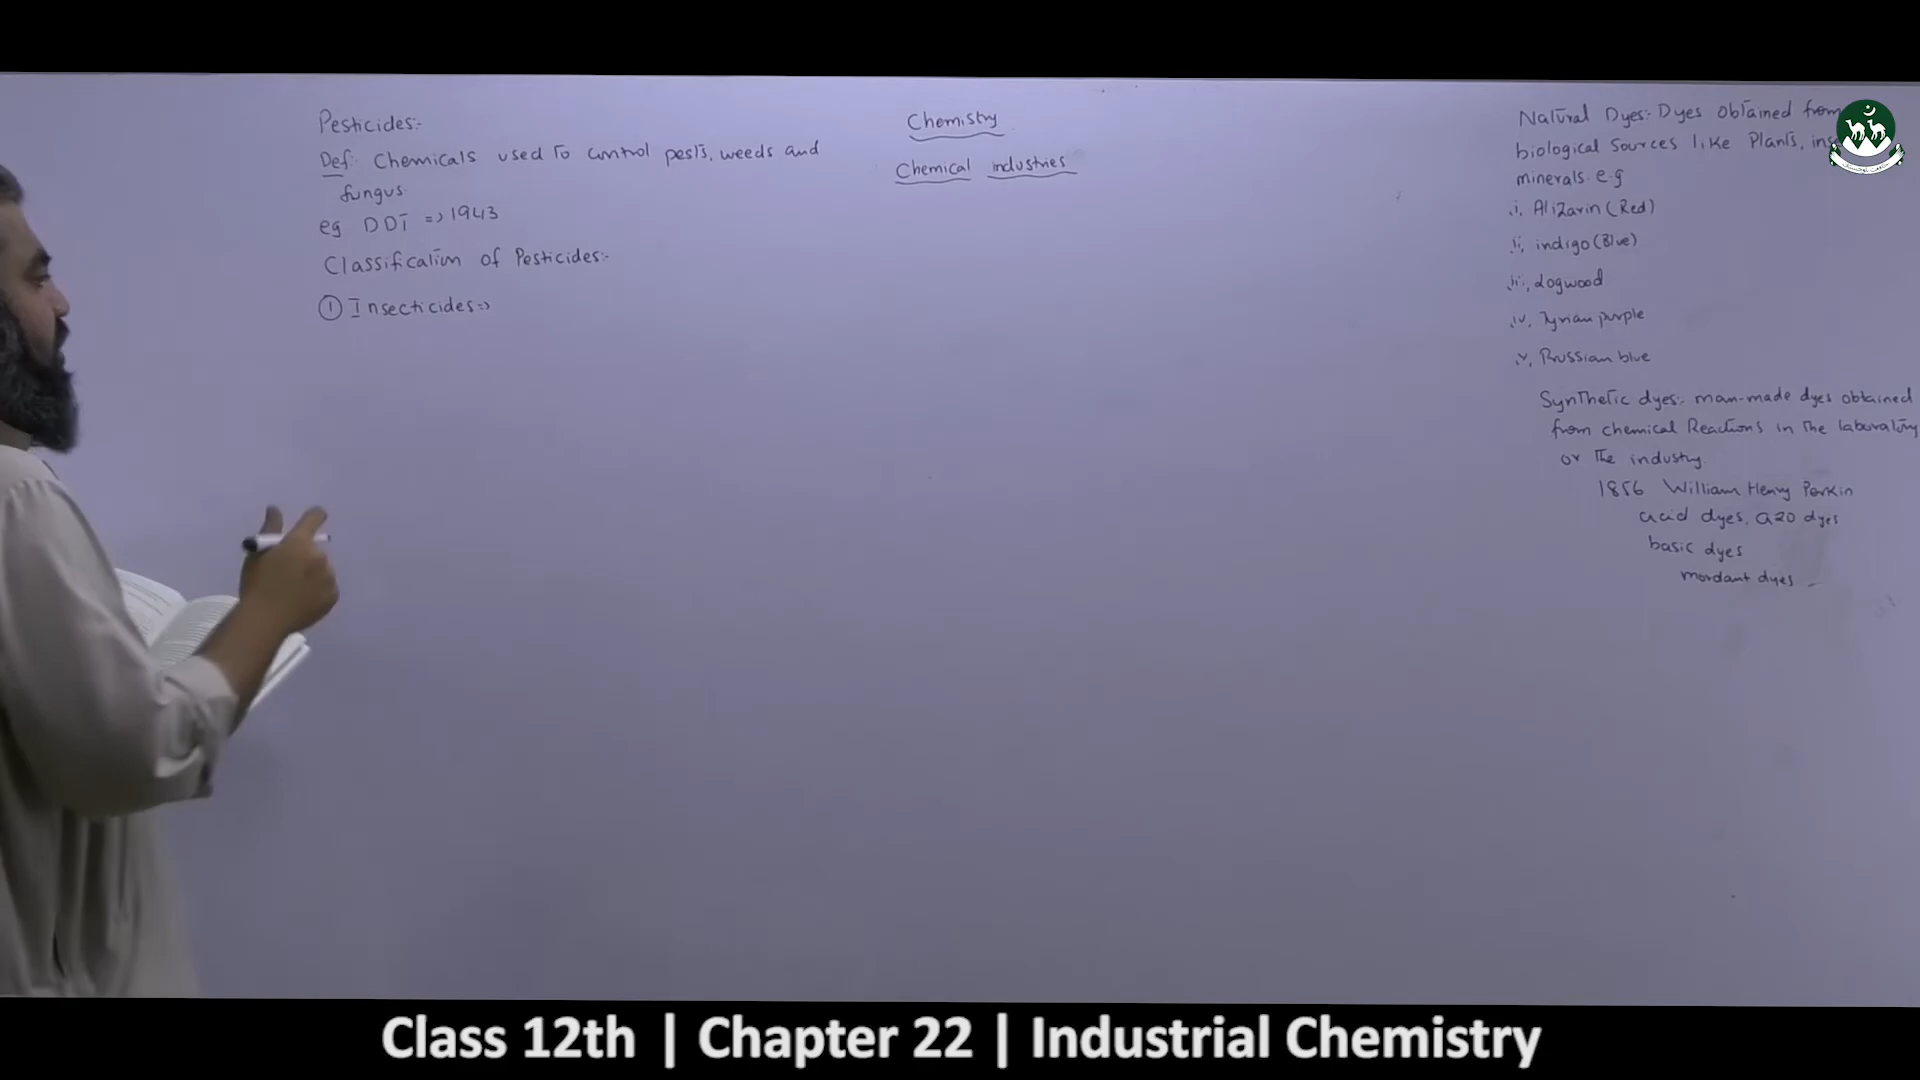 Pesticides:-
Def:- Chemicals used to control pests, weeds and
fungus.
eg DDT => 1943
Classification of Pesticides:-
① Insecticides:->
Chemistry
Chemical industries
Natural Dyes:- Dyes obtained from
biological Sources like Plants,
minerals. e.g
i, Alizarin (Red)
ii, indigo (Blue)
iii, Logwood
iv, Tyrian purple
v, Prussian blue
Synthetic dyes:- man-made dyes obtained
from chemical Reactions in The laboratory
or The industry.
1856 William Henry Perkin
acid dyes, azo dyes
basic dyes
mordant dyes
Class 12th | Chapter 22 | Industrial Chemistry